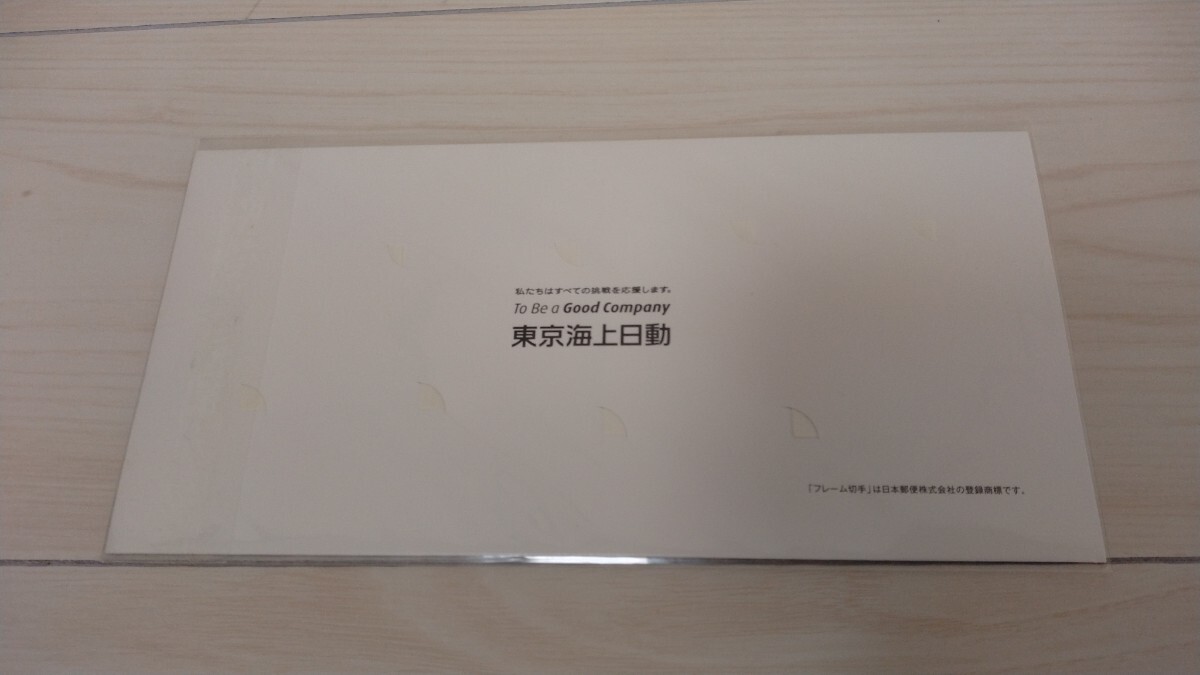 私たちはすべての挑戦を応援します。
To Be a Good Company
東京海上日動
「フレーム切手」は日本郵便株式会社の登録商標です。